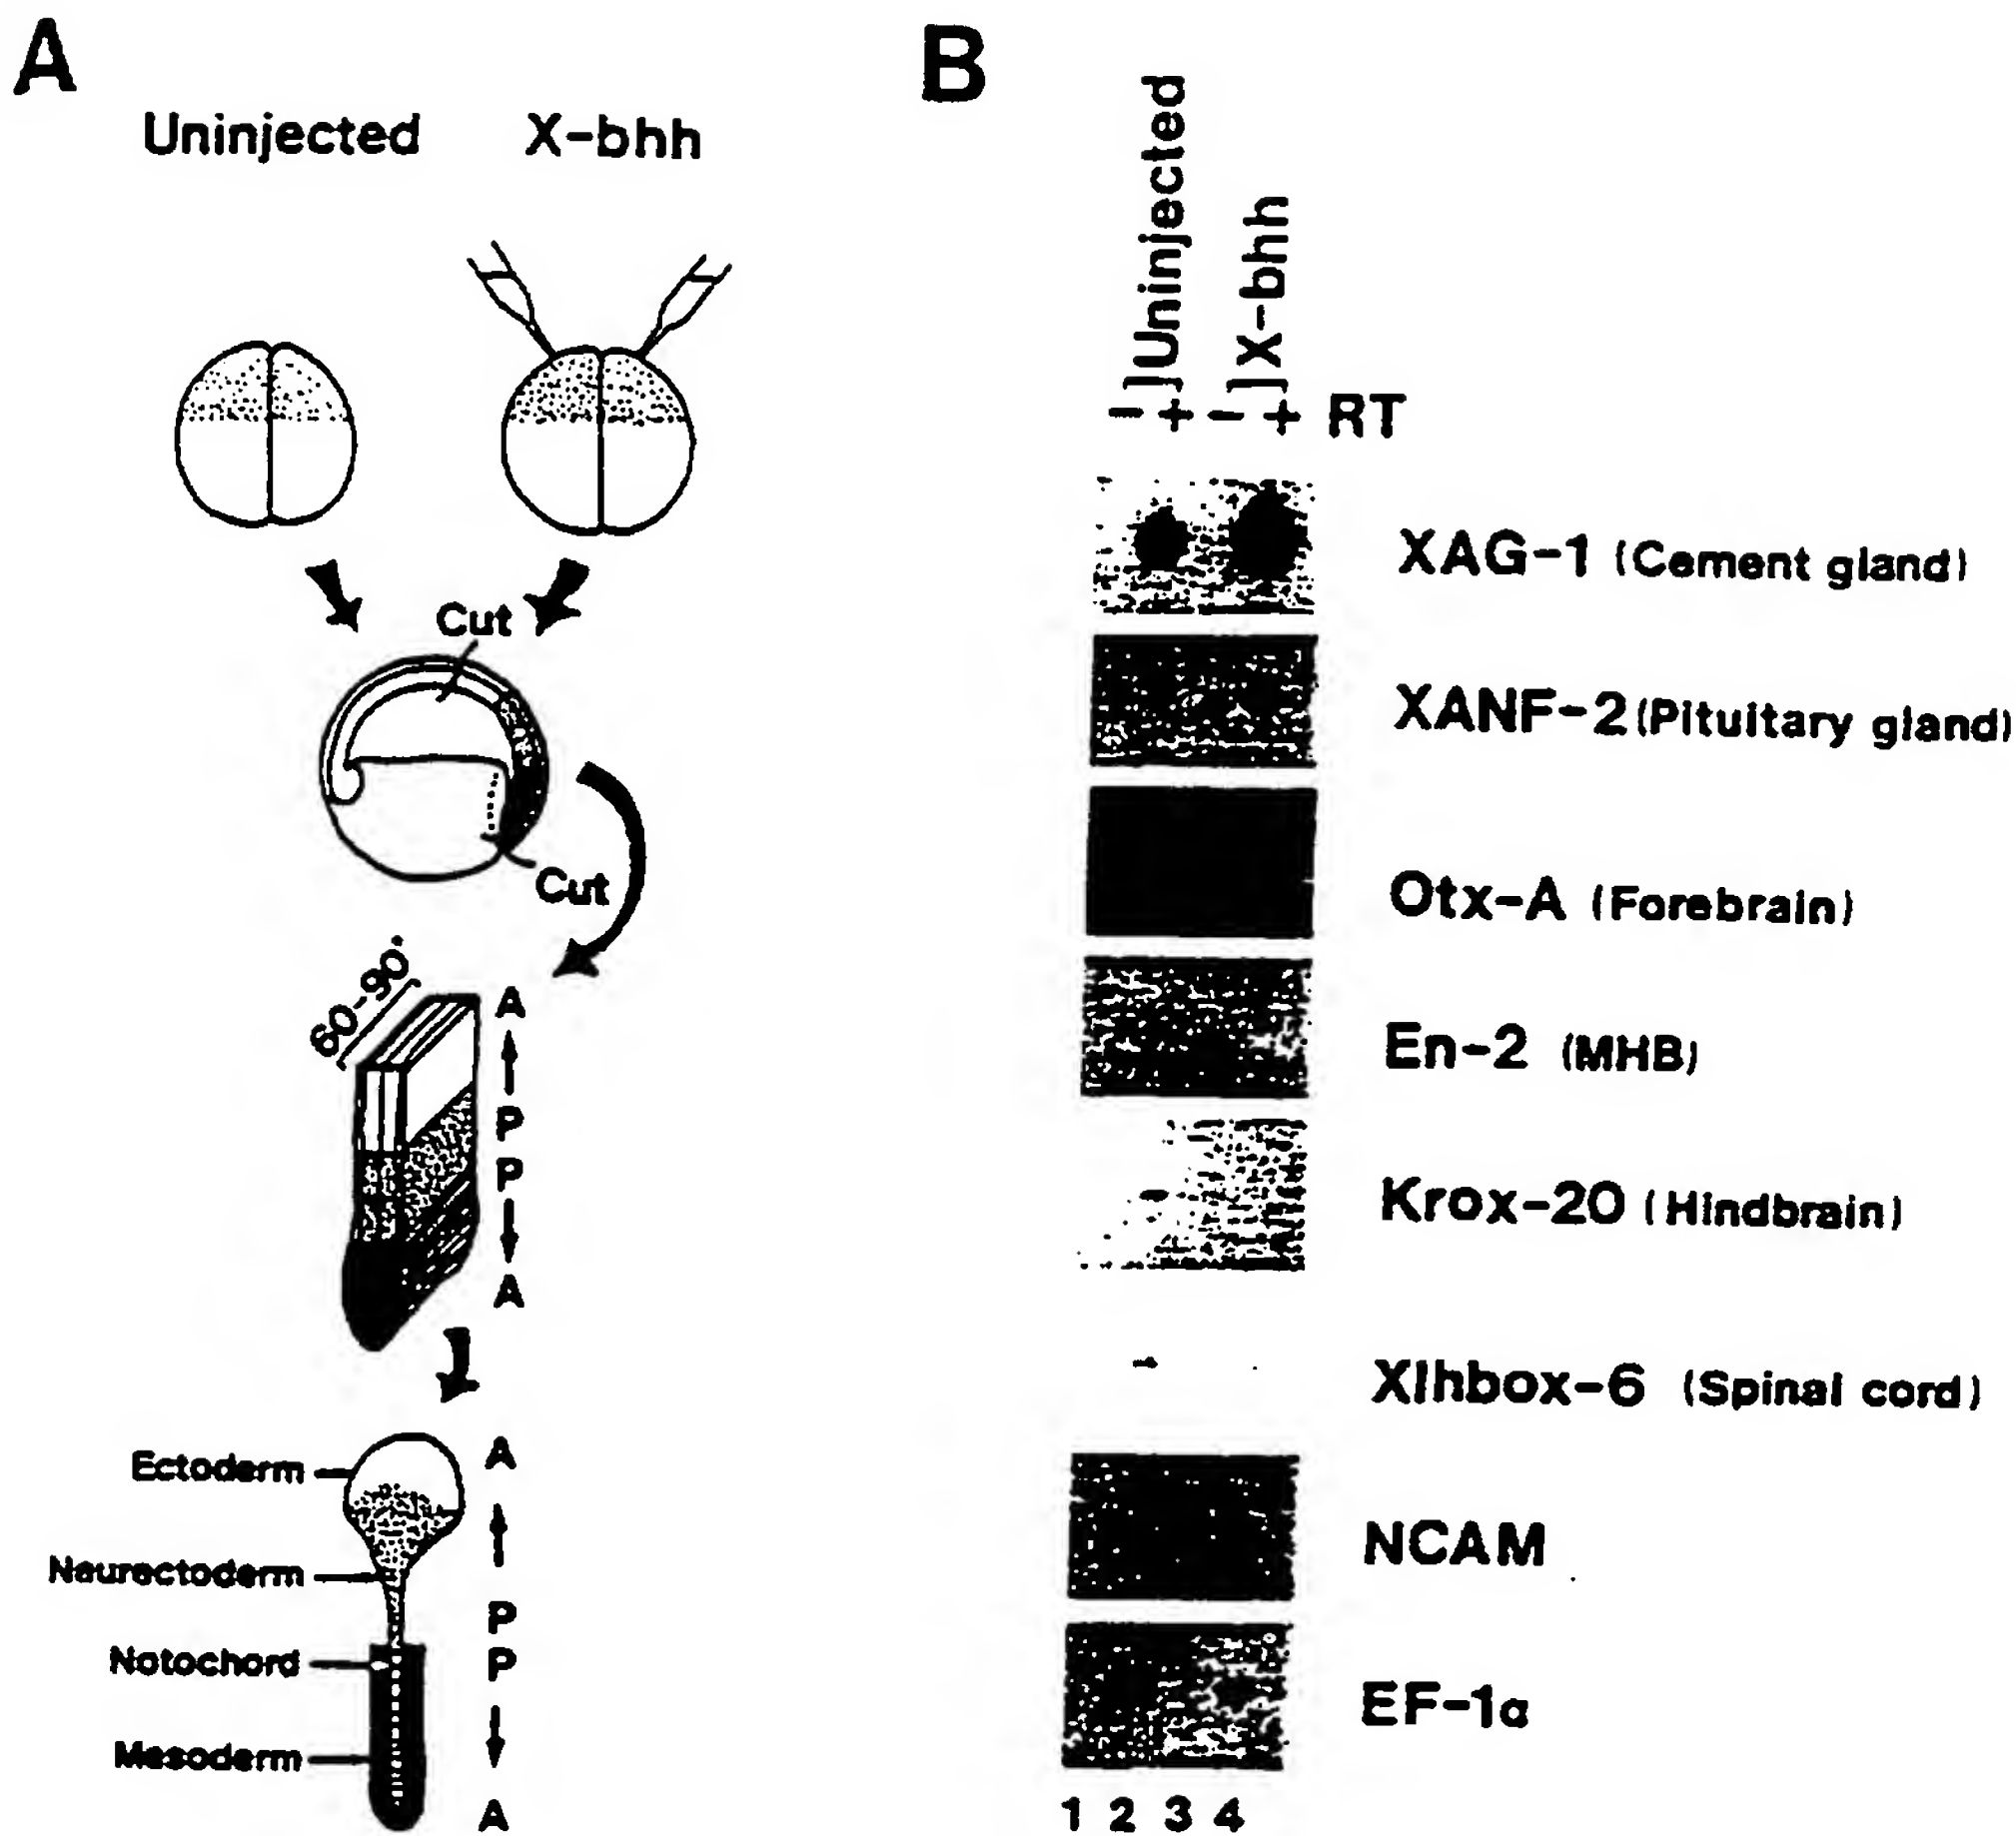 A
Uninjected X-bhh
Cut
Cut
60-90°
A
P
P
A
Ectoderm
Neurectoderm
Notochord
Mesoderm
A
P
P
A
B
Uninjected
X-bhh
- + - + RT
XAG-1 (Cement gland)
XANF-2 (Pituitary gland)
Otx-A (Forebrain)
En-2 (MHB)
Krox-20 (Hindbrain)
Xlhbox-6 (Spinal cord)
NCAM
EF-1α
1 2 3 4